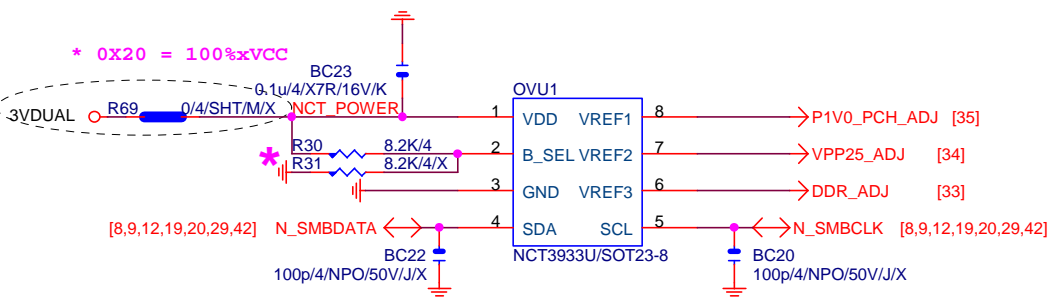 * 0X20 = 100%xVCC
BC23
0.1u/4/X7R/16V/K
OVU1
3VDUAL
R69
0/4/SHT/M/X
NCT_POWER
1
VDD
VREF1
8
P1V0_PCH_ADJ [35]
R30
8.2K/4
2
B_SEL
VREF2
7
VPP25_ADJ [34]
*
R31
8.2K/4/X
3
GND
VREF3
6
DDR_ADJ [33]
[8,9,12,19,20,29,42] N_SMBDATA
4
SDA
SCL
5
N_SMBCLK [8,9,12,19,20,29,42]
BC22
100p/4/NPO/50V/J/X
NCT3933U/SOT23-8
BC20
100p/4/NPO/50V/J/X